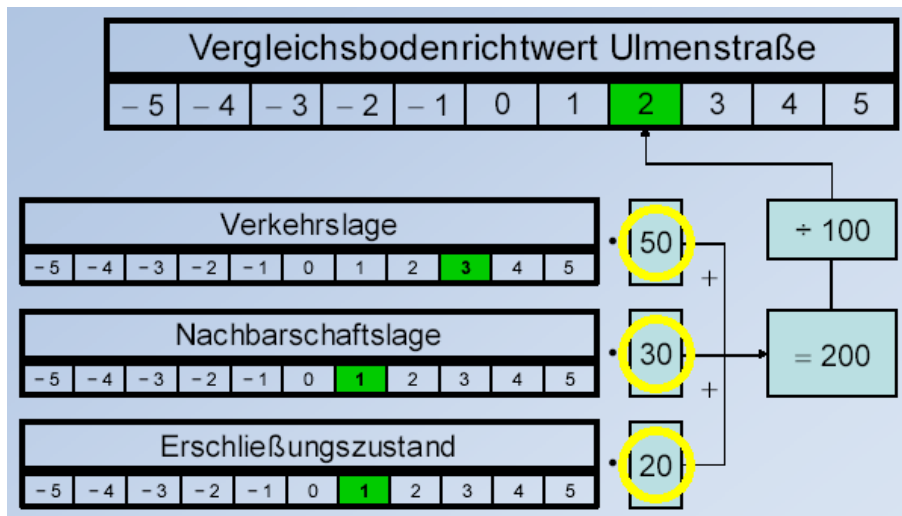 Vergleichsbodenrichtwert Ulmenstraße
– 5 – 4 – 3 – 2 – 1 0 1 2 3 4 5
Verkehrslage
– 5 – 4 – 3 – 2 – 1 0 1 2 3 4 5
· 50
÷ 100
+
Nachbarschaftslage
– 5 – 4 – 3 – 2 – 1 0 1 2 3 4 5
· 30
= 200
+
Erschließungszustand
– 5 – 4 – 3 – 2 – 1 0 1 2 3 4 5
· 20